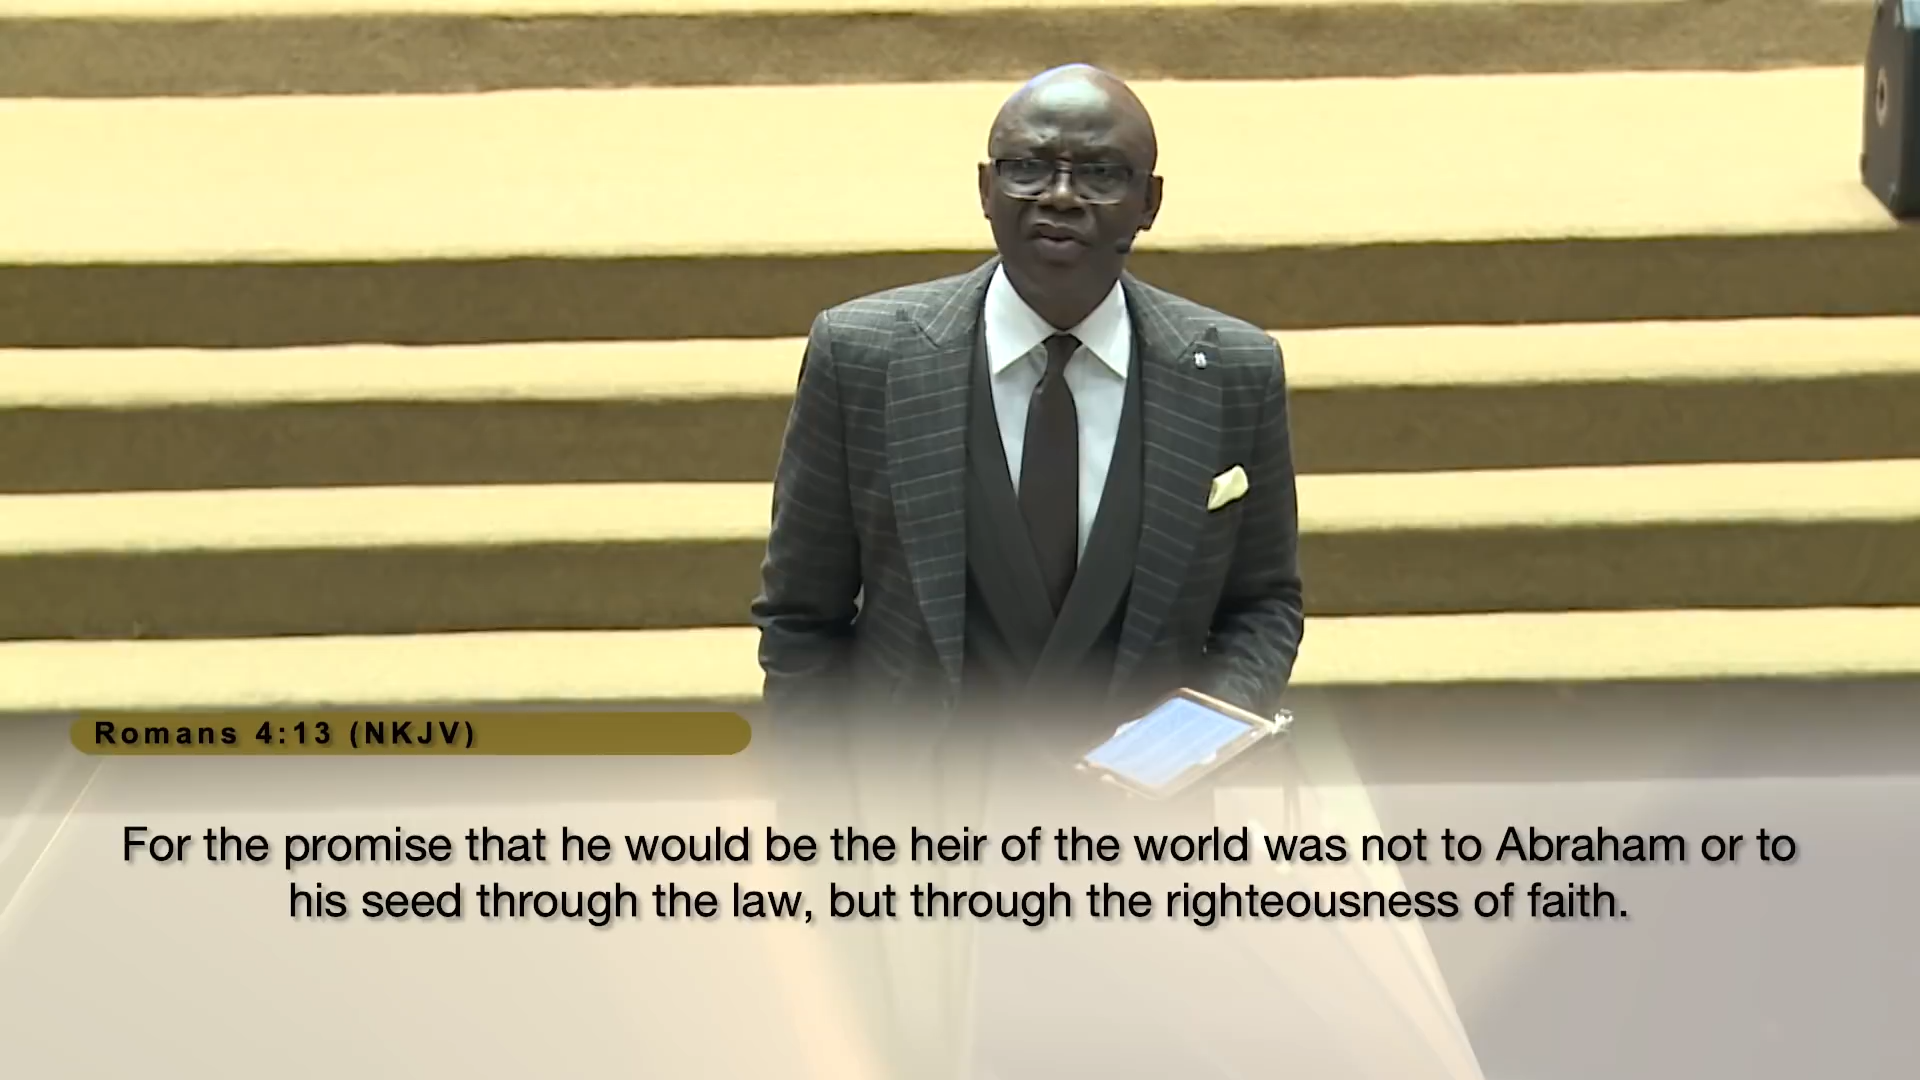 Romans 4:13 (NKJV)
For the promise that he would be the heir of the world was not to Abraham or to
his seed through the law, but through the righteousness of faith.